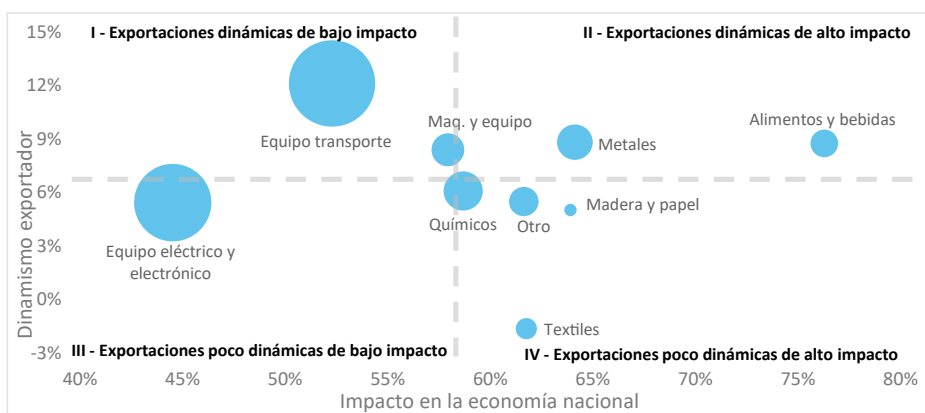 15%
I - Exportaciones dinámicas de bajo impacto
II - Exportaciones dinámicas de alto impacto
12%
Equipo transporte
Maq. y equipo
Alimentos y bebidas
9%
Metales
6%
Madera y papel
Químicos
Otro
Equipo eléctrico y
electrónico
3%
0%
Textiles
-3%
III - Exportaciones poco dinámicas de bajo impacto
IV - Exportaciones poco dinámicas de alto impacto
Dinamismo exportador
40%
45%
50%
55%
60%
65%
70%
75%
80%
Impacto en la economía nacional